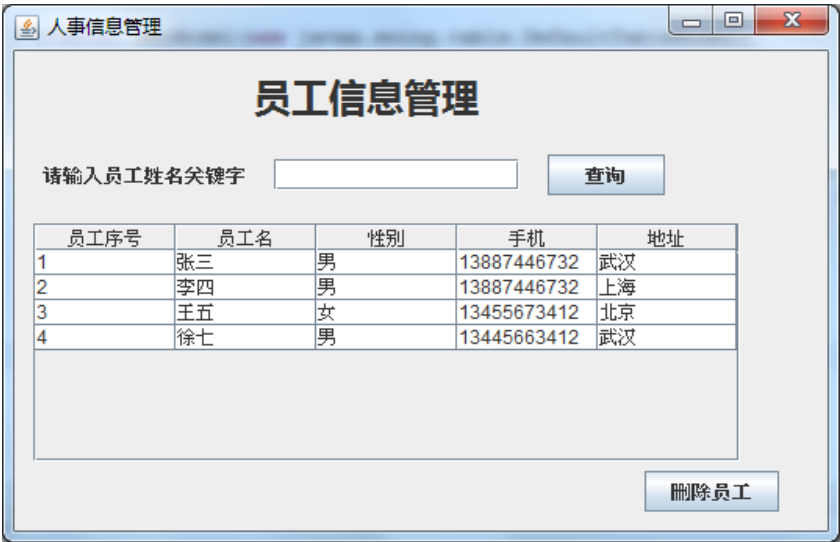 人事信息管理
员工信息管理
请输入员工姓名关键字 查询
员工序号 员工名 性别 手机 地址
1 张三 男 13887446732 武汉
2 李四 男 13887446732 上海
3 王五 女 13455673412 北京
4 徐七 男 13445663412 武汉
删除员工